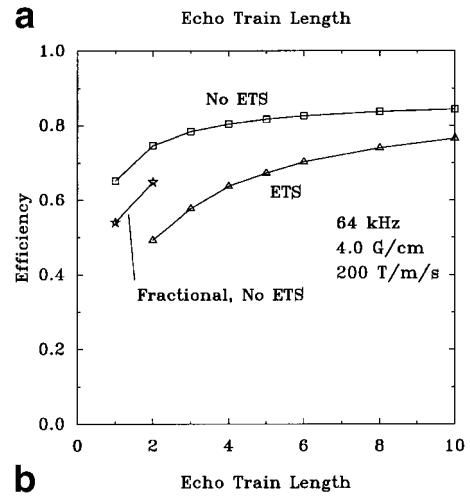 a
Echo Train Length
1.0
No ETS
0.8
ETS
0.6
Efficiency
64 kHz
4.0 G/cm
0.4
200 T/m/s
Fractional, No ETS
0.2
0.0
0 2 4 6 8 10
b
Echo Train Length